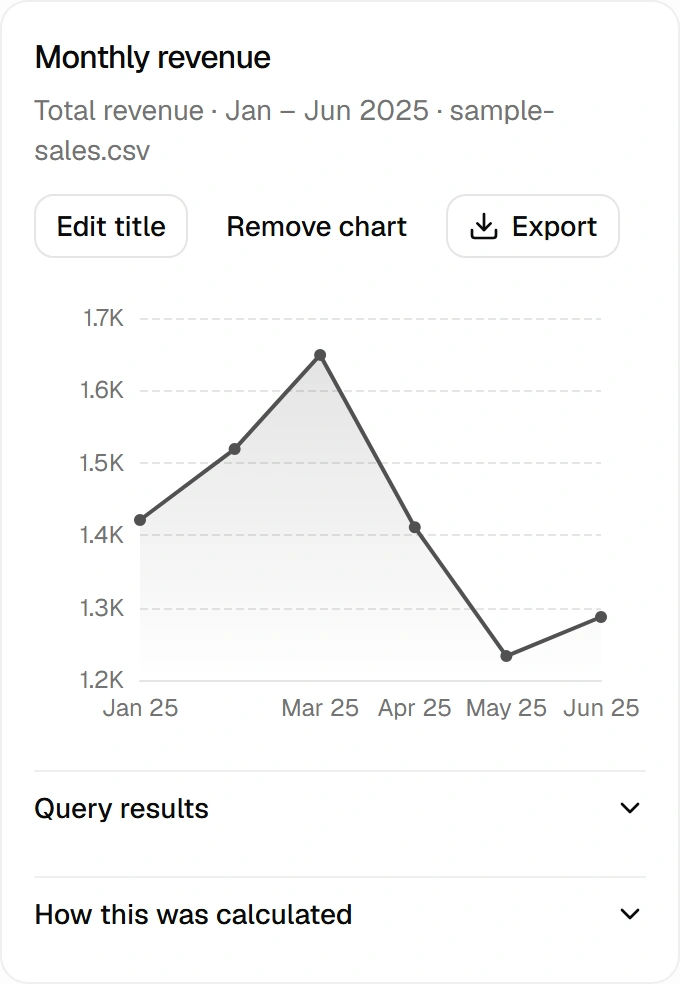 Monthly revenue
Total revenue · Jan – Jun 2025 · sample-
sales.csv
Edit title
Remove chart
Export
1.7K
1.6K
1.5K
1.4K
1.3K
1.2K
Jan 25
Mar 25
Apr 25
May 25
Jun 25
Query results
How this was calculated